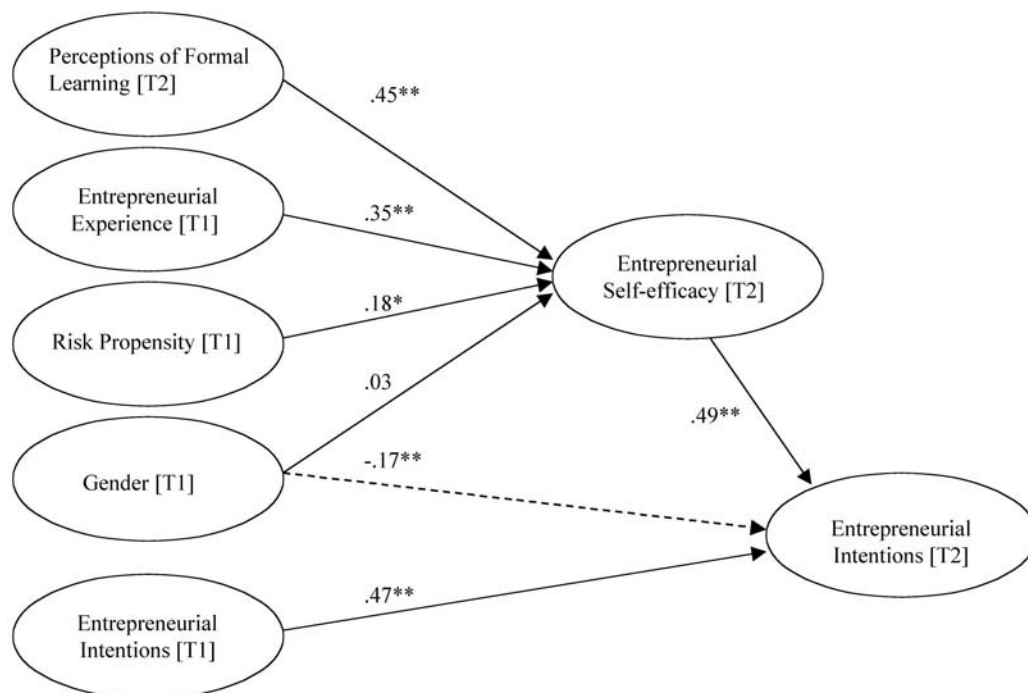 Perceptions of Formal
Learning [T2]
.45**
Entrepreneurial
Experience [T1]
.35**
Entrepreneurial
Self-efficacy [T2]
.18*
Risk Propensity [T1]
.03
.49**
-.17**
Gender [T1]
Entrepreneurial
Intentions [T2]
.47**
Entrepreneurial
Intentions [T1]